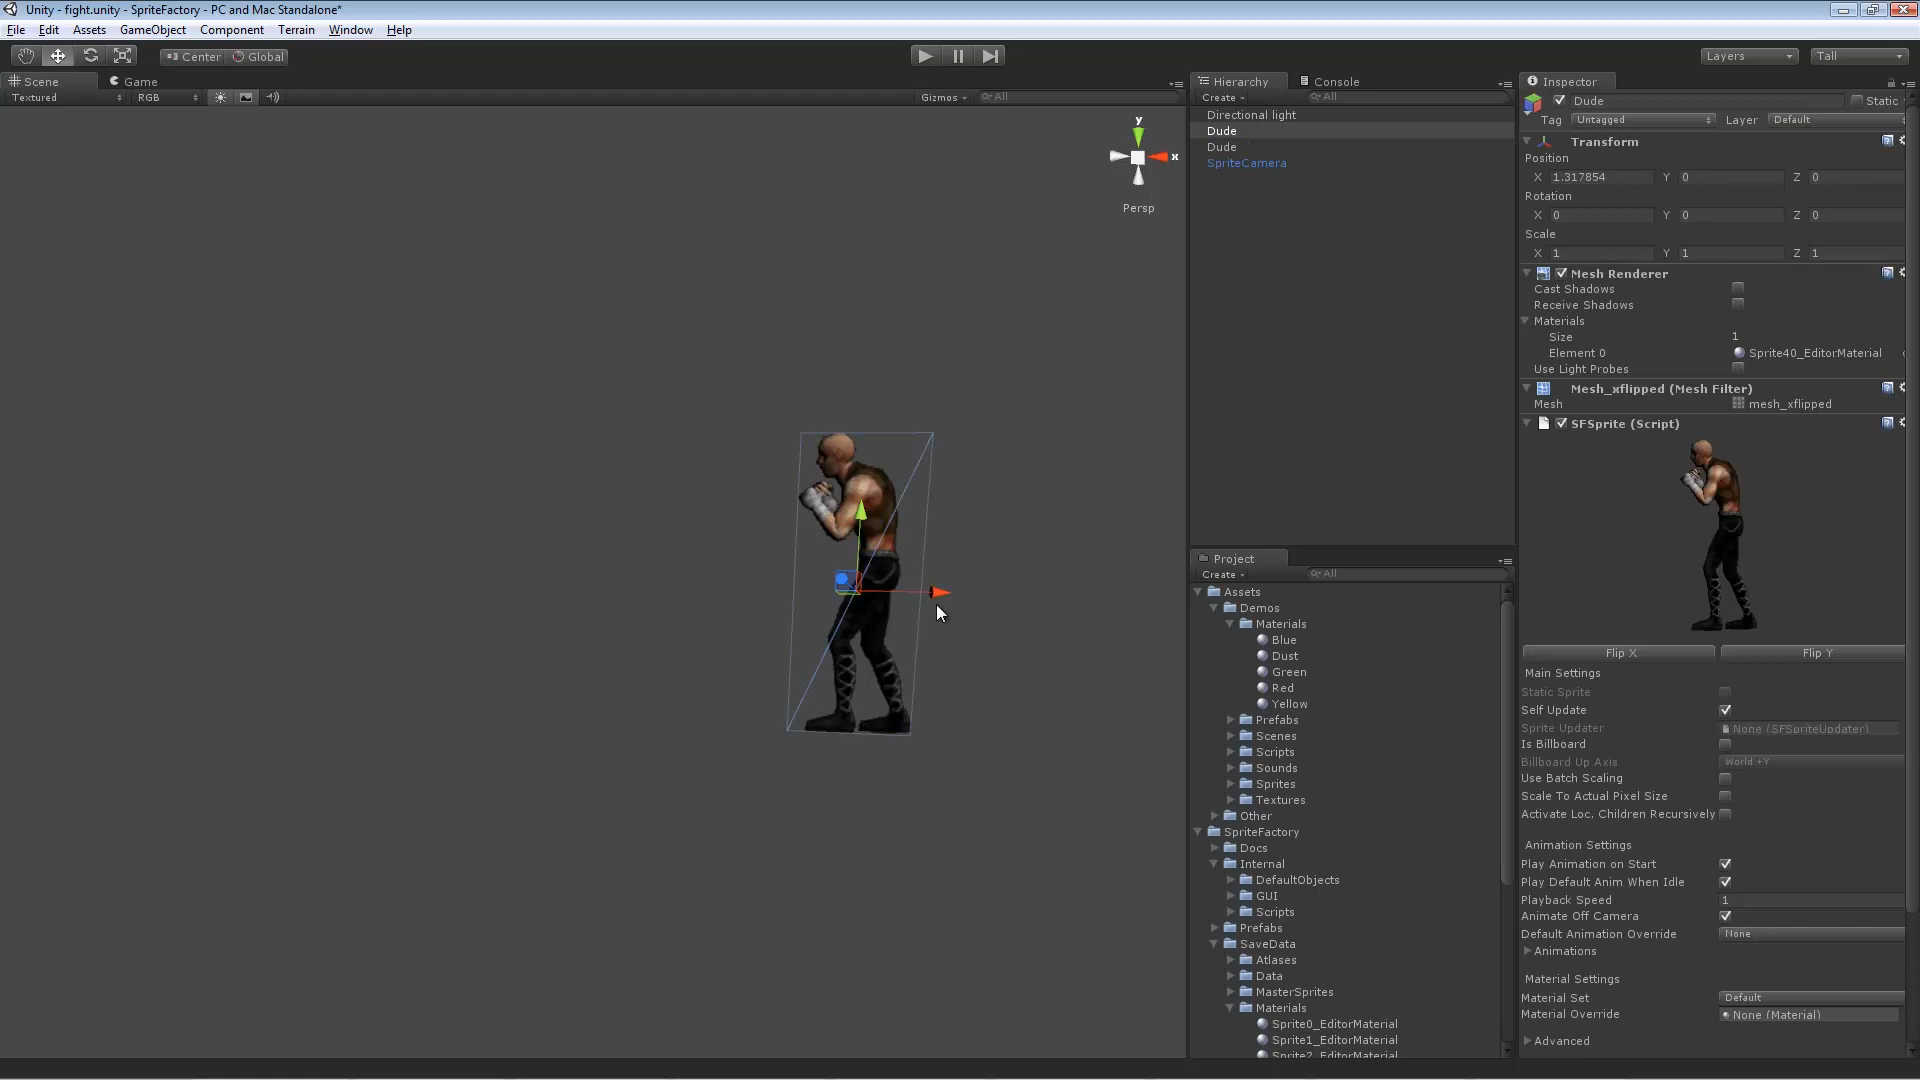 Unity - fight.unity - SpriteFactory - PC and Mac Standalone*
File Edit Assets GameObject Component Terrain Window Help
Center Global
Layers Tall
Scene Game
Textured RGB Gizmos All
y
x
Persp
Hierarchy Console
Create All
Directional light
Dude
Dude
SpriteCamera
Project
Create All
Assets
Demos
Materials
Blue
Dust
Green
Red
Yellow
Prefabs
Scenes
Scripts
Sounds
Sprites
Textures
Other
SpriteFactory
Docs
Internal
DefaultObjects
GUI
Scripts
Prefabs
SaveData
Atlases
Data
MasterSprites
Materials
Sprite0_EditorMaterial
Sprite1_EditorMaterial
Sprite2_EditorMaterial
Inspector
Dude Static
Tag Untagged Layer Default
Transform
Position
X 1.317854 Y 0 Z 0
Rotation
X 0 Y 0 Z 0
Scale
X 1 Y 1 Z 1
Mesh Renderer
Cast Shadows
Receive Shadows
Materials
Size 1
Element 0 Sprite40_EditorMaterial
Use Light Probes
Mesh_xflipped (Mesh Filter)
Mesh mesh_xflipped
SFSprite (Script)
Flip X Flip Y
Main Settings
Static Sprite
Self Update
Sprite Updater None (SFSpriteUpdater)
Is Billboard
Billboard Up Axis World +Y
Use Batch Scaling
Scale To Actual Pixel Size
Activate Loc. Children Recursively
Animation Settings
Play Animation on Start
Play Default Anim When Idle
Playback Speed 1
Animate Off Camera
Default Animation Override None
Animations
Material Settings
Material Set Default
Material Override None (Material)
Advanced